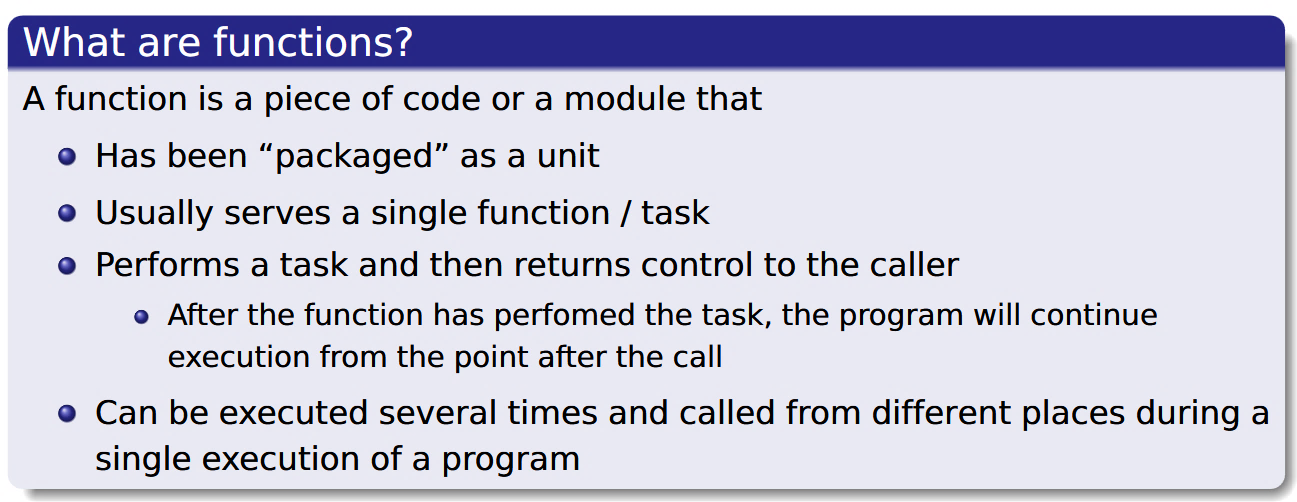 What are functions?
A function is a piece of code or a module that
Has been “packaged” as a unit
Usually serves a single function / task
Performs a task and then returns control to the caller
After the function has perfomed the task, the program will continue
execution from the point after the call
Can be executed several times and called from different places during a
single execution of a program